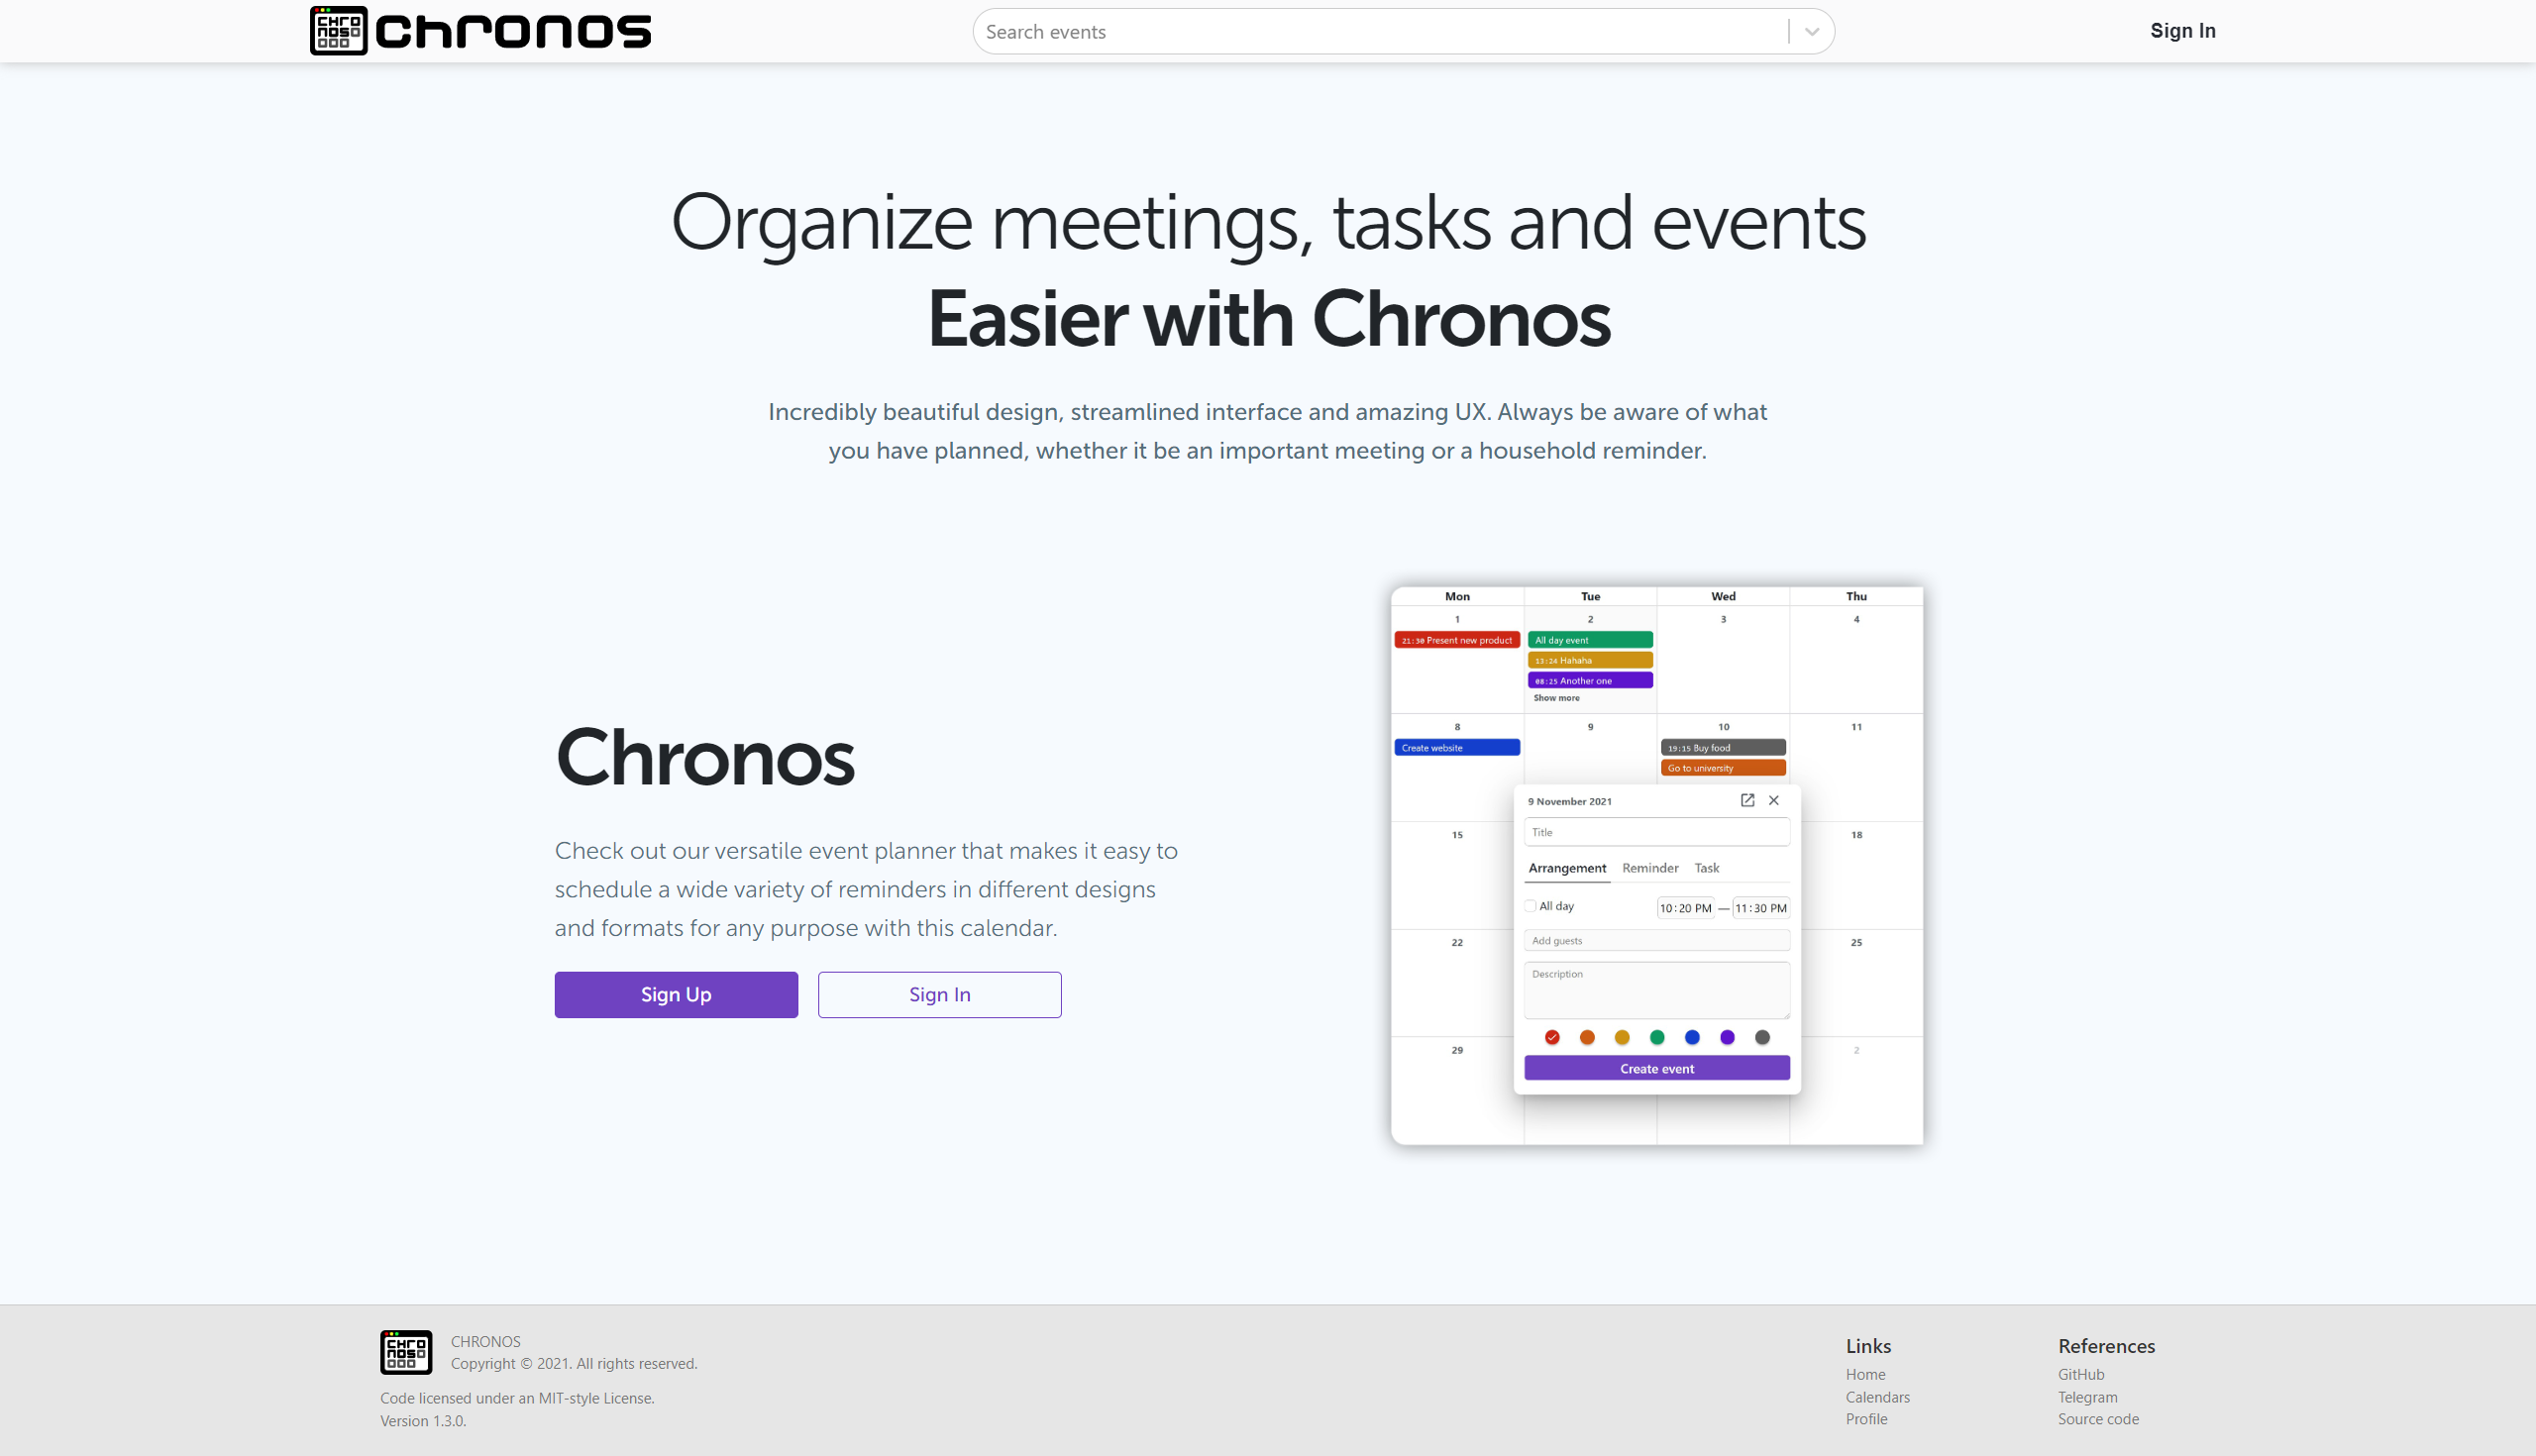 CHRO
NOS
Chronos
Search events
Sign In
Organize meetings, tasks and events
Easier with Chronos
Incredibly beautiful design, streamlined interface and amazing UX. Always be aware of what
you have planned, whether it be an important meeting or a household reminder.
Chronos
Check out our versatile event planner that makes it easy to
schedule a wide variety of reminders in different designs
and formats for any purpose with this calendar.
Sign Up
Sign In
Mon Tue Wed Thu
1 2 3 4
21:30 Present new product
All day event
13:24 Hahaha
08:25 Another one
Show more
8 9 10 11
Create website
19:15 Buy food
Go to university
15 18
22 25
29 2
9 November 2021
Title
Arrangement Reminder Task
All day 10:20 PM — 11:30 PM
Add guests
Description
Create event
CHRO
NOS
CHRONOS
Copyright © 2021. All rights reserved.
Code licensed under an MIT-style License.
Version 1.3.0.
Links
Home
Calendars
Profile
References
GitHub
Telegram
Source code